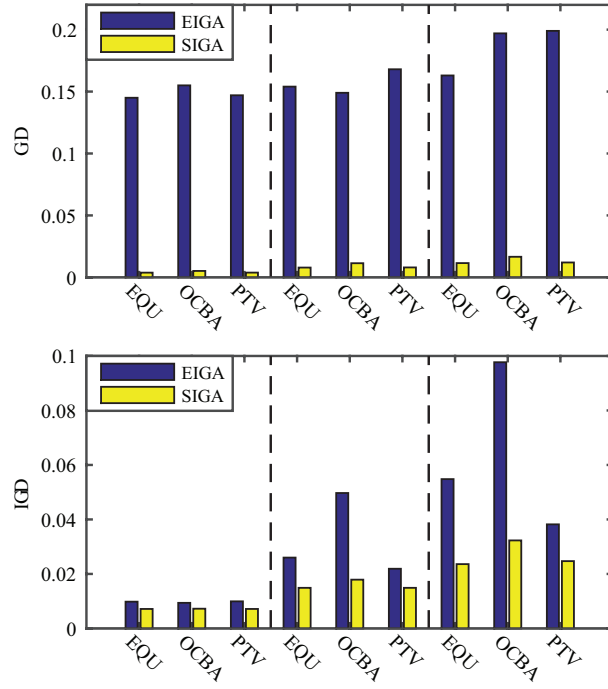 0.2
0.15
0.1
0.05
0
GD
EIGA
SIGA
EQU OCBA PTV EQU OCBA PTV EQU OCBA PTV
0.1
0.08
0.06
0.04
0.02
0
IGD
EIGA
SIGA
EQU OCBA PTV EQU OCBA PTV EQU OCBA PTV